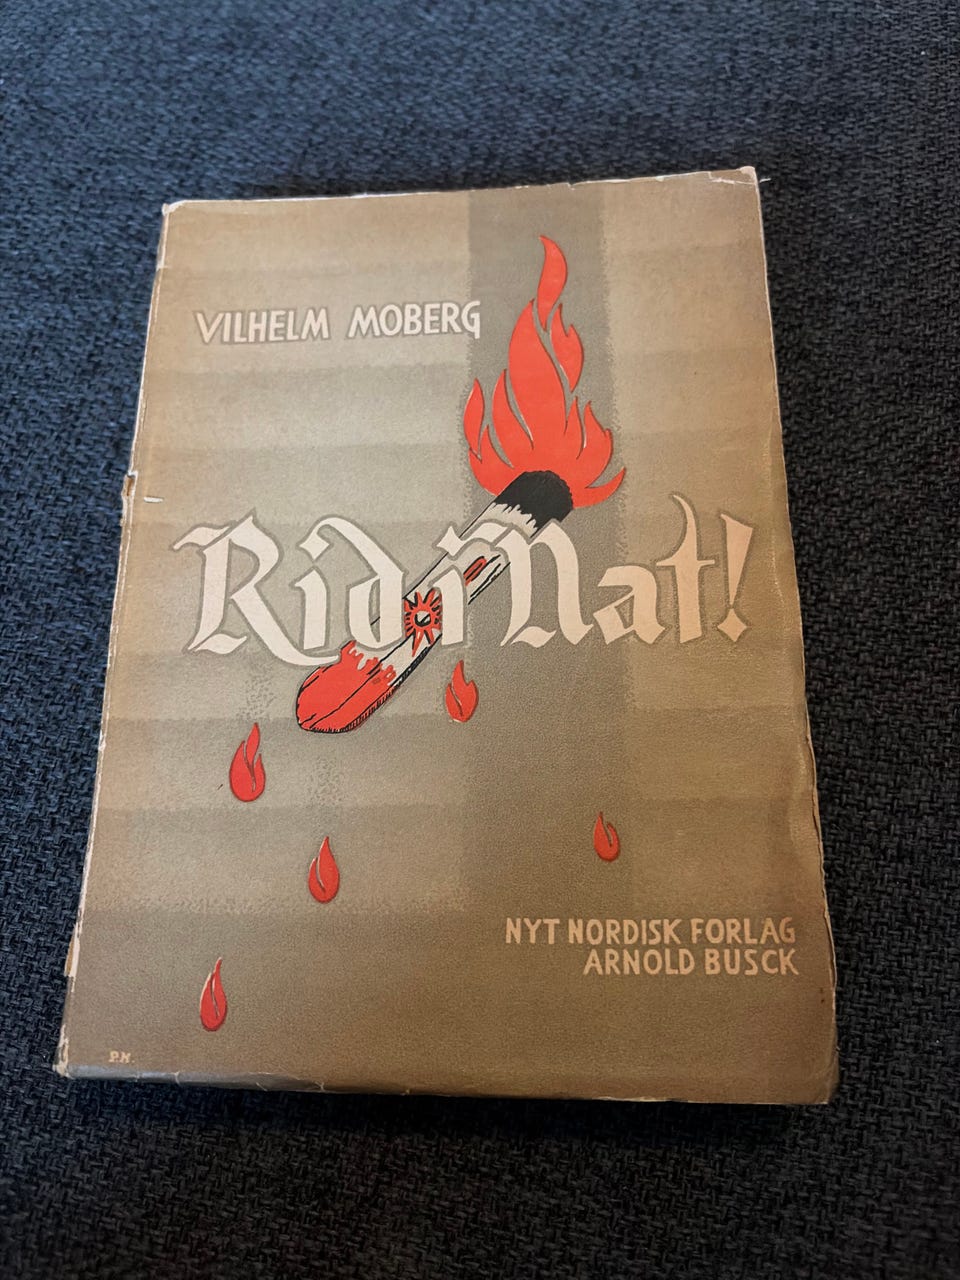 VILHELM MOBERG
Rid i Nat!
NYT NORDISK FORLAG
ARNOLD BUSCK
P.H.